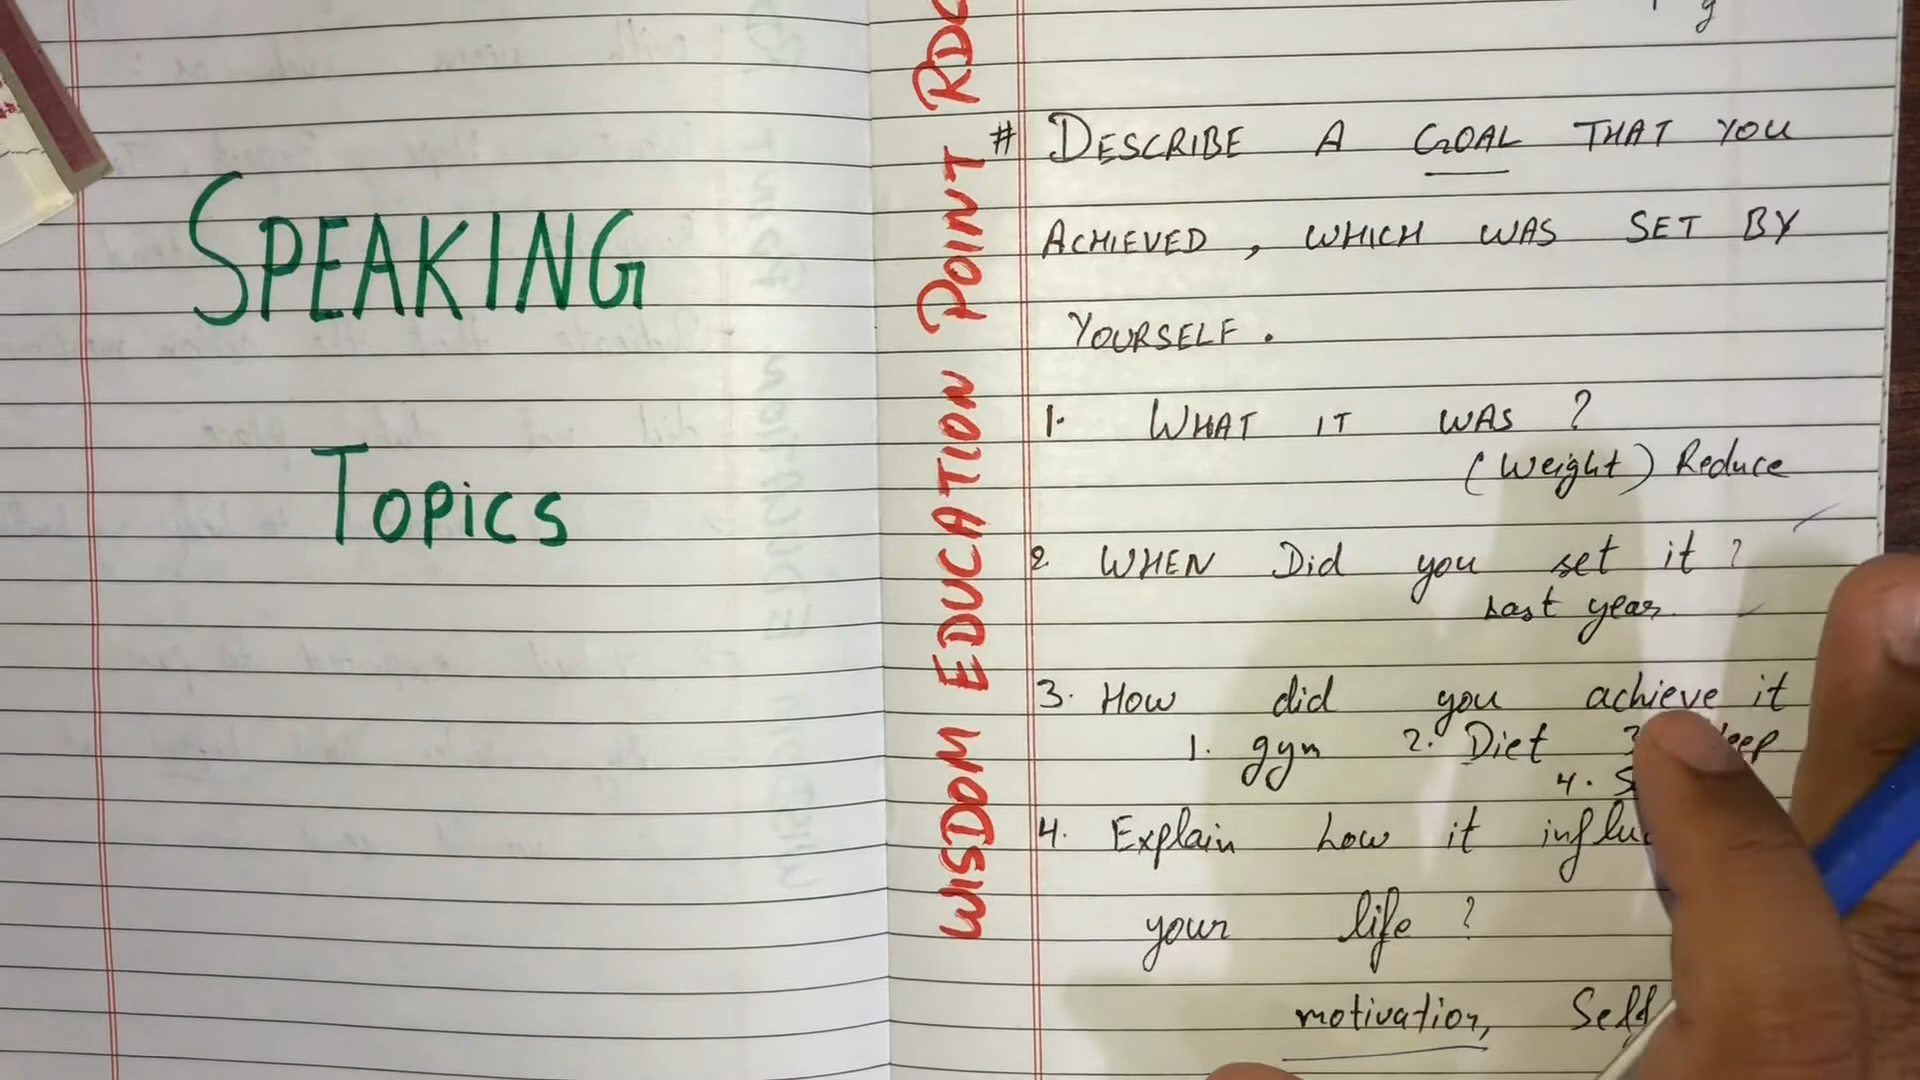 SPEAKING
Topics
WISDOM EDUCATION POINT RDC
# DESCRIBE A GOAL THAT YOU
ACHIEVED, WHICH WAS SET BY
YOURSELF.
1. WHAT IT WAS?
(Weight) Reduce
2. WHEN Did you set it?
Last year.
3. How did you achieve it
1. gym 2. Diet
4.
4. Explain how it
your life?
motivation, Self